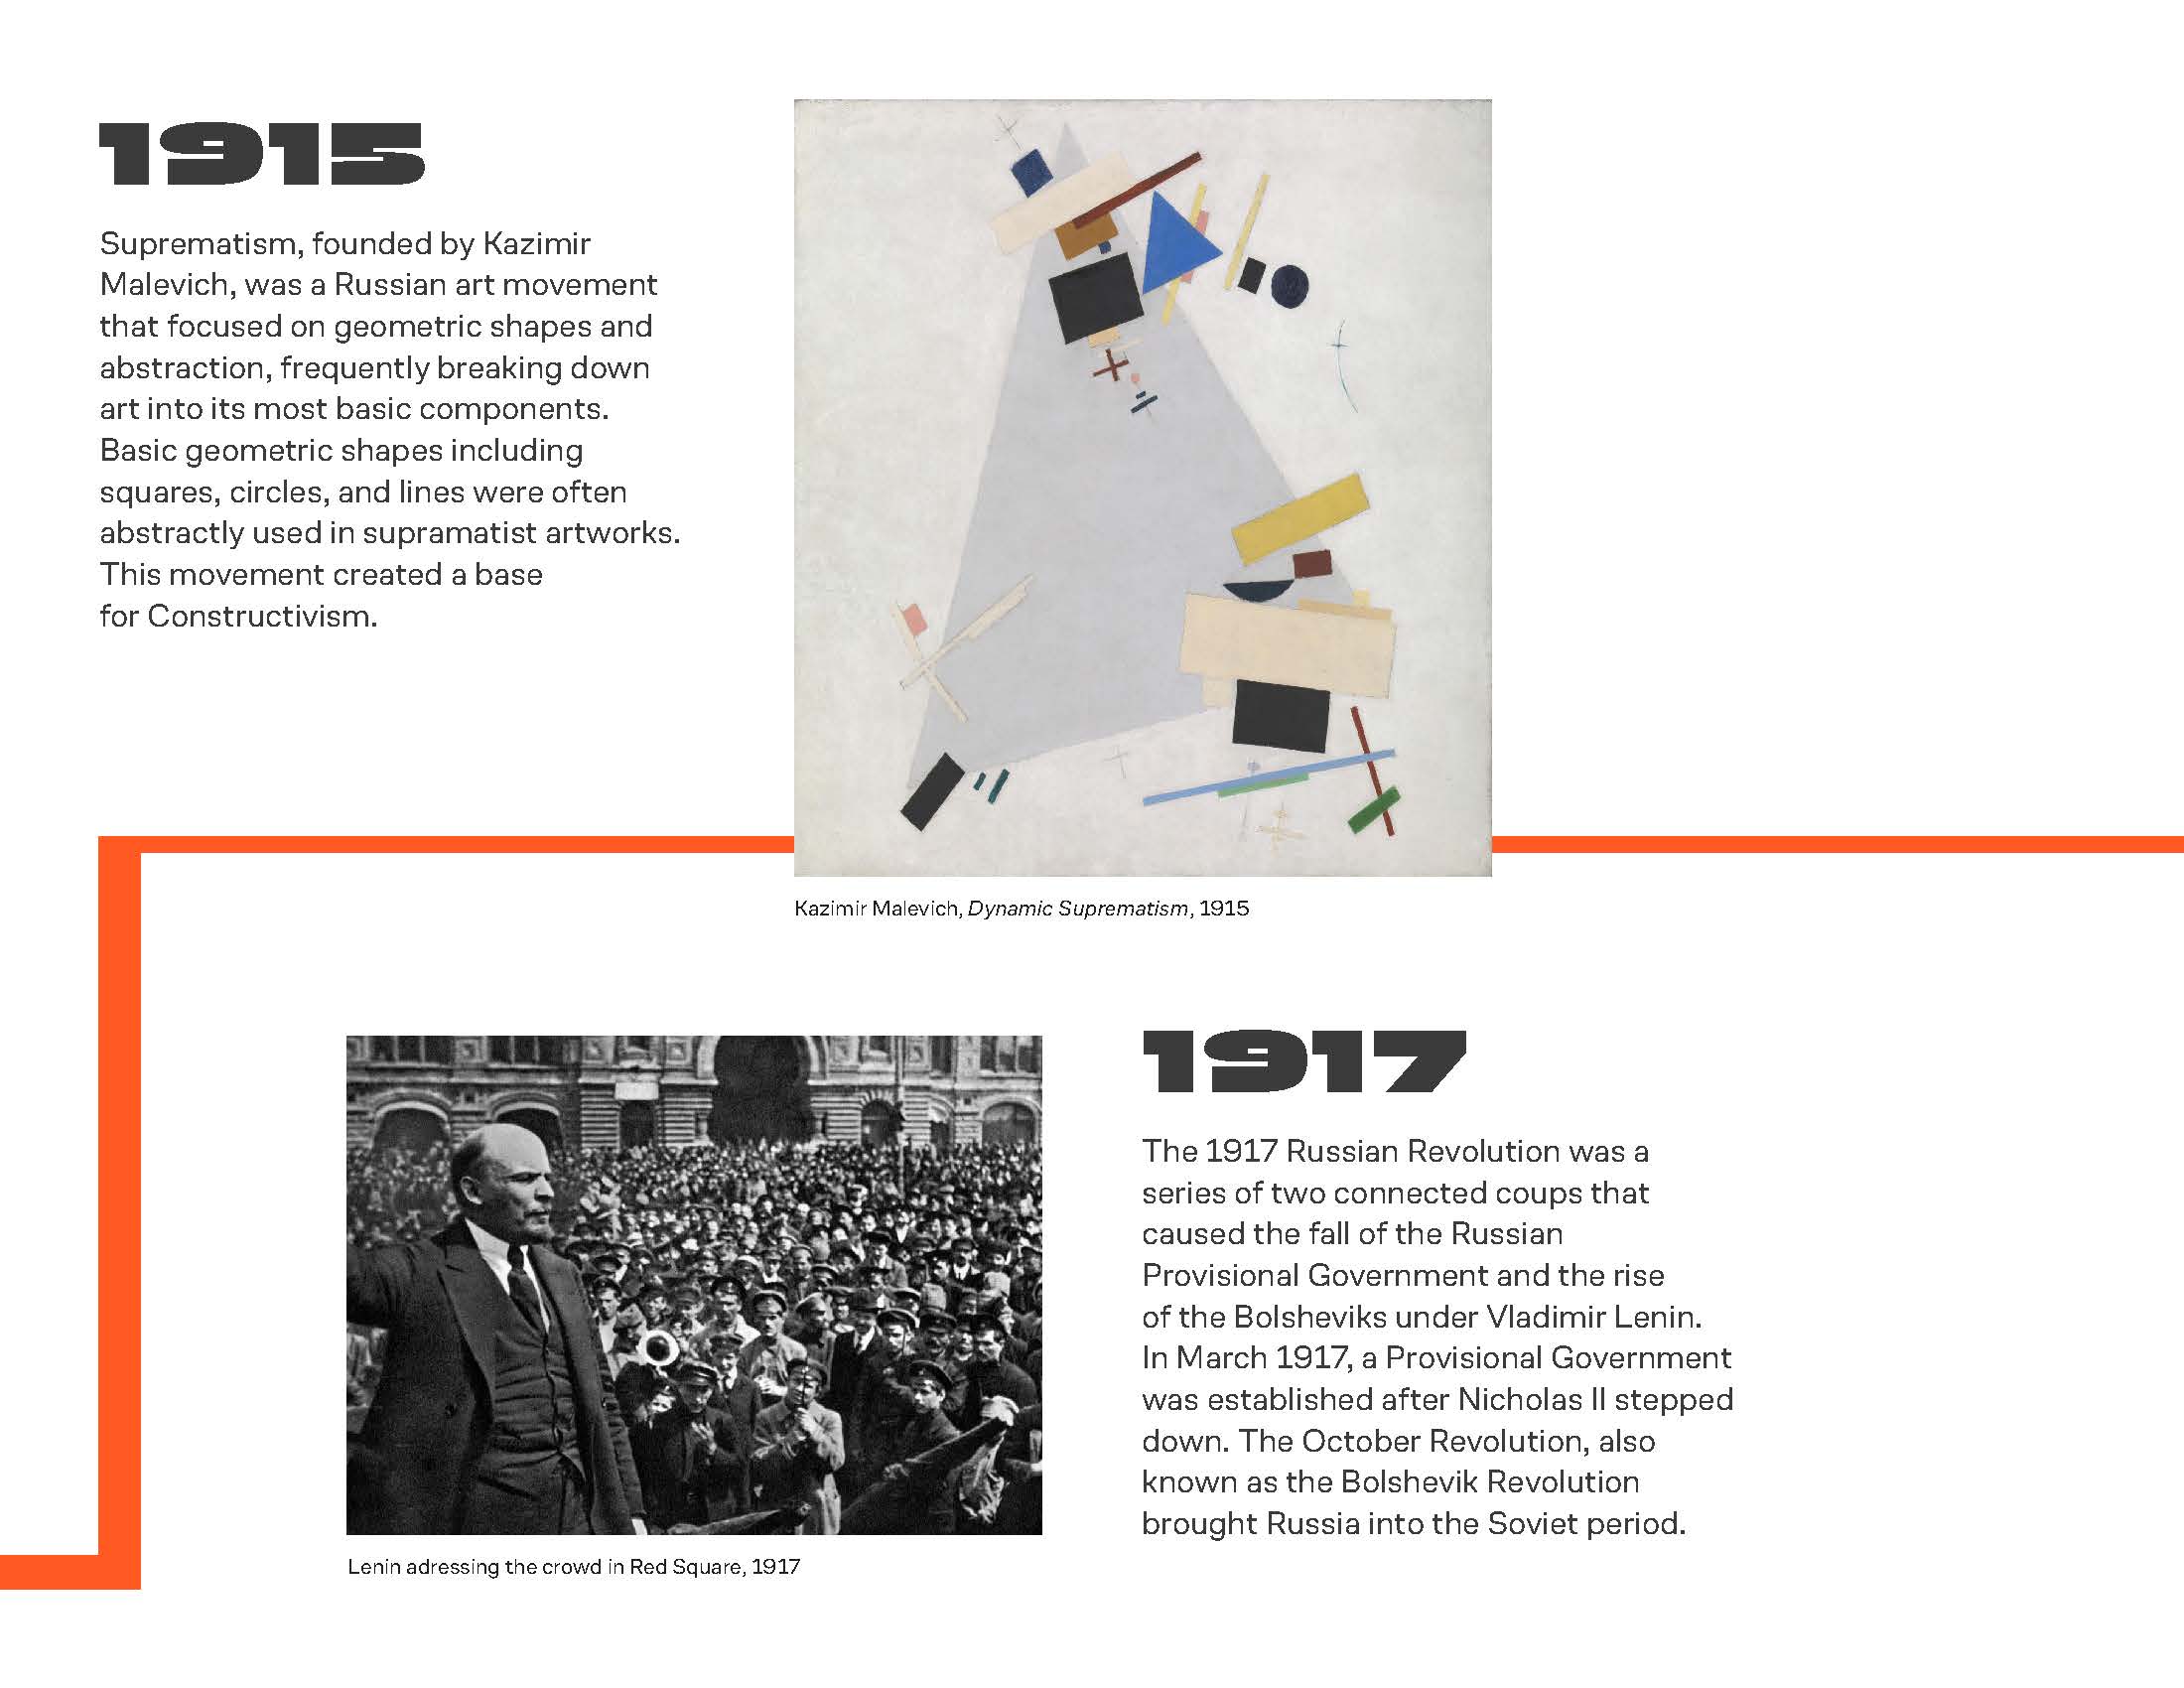 1915
Suprematism, founded by Kazimir
Malevich, was a Russian art movement
that focused on geometric shapes and
abstraction, frequently breaking down
art into its most basic components.
Basic geometric shapes including
squares, circles, and lines were often
abstractly used in supramatist artworks.
This movement created a base
for Constructivism.
Kazimir Malevich, Dynamic Suprematism, 1915
1917
The 1917 Russian Revolution was a
series of two connected coups that
caused the fall of the Russian
Provisional Government and the rise
of the Bolsheviks under Vladimir Lenin.
In March 1917, a Provisional Government
was established after Nicholas II stepped
down. The October Revolution, also
known as the Bolshevik Revolution
brought Russia into the Soviet period.
Lenin adressing the crowd in Red Square, 1917